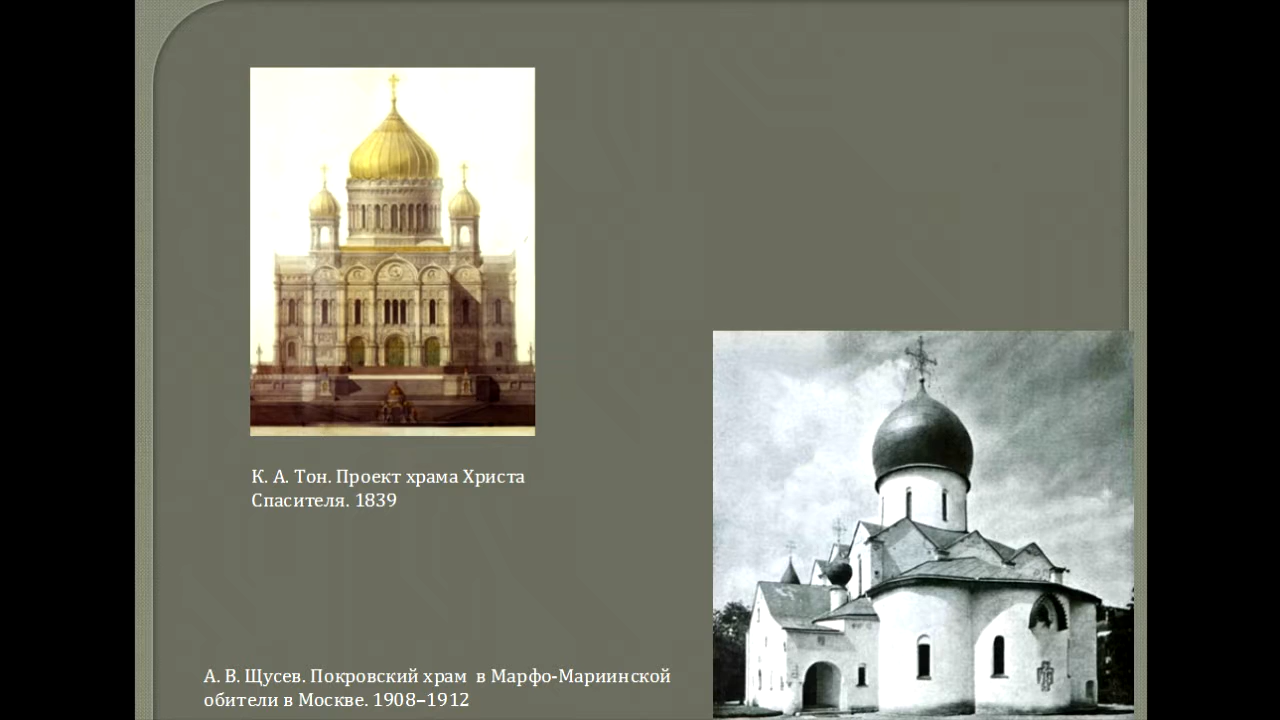 К. А. Тон. Проект храма Христа
Спасителя. 1839
А. В. Щусев. Покровский храм в Марфо-Мариинской
обители в Москве. 1908–1912